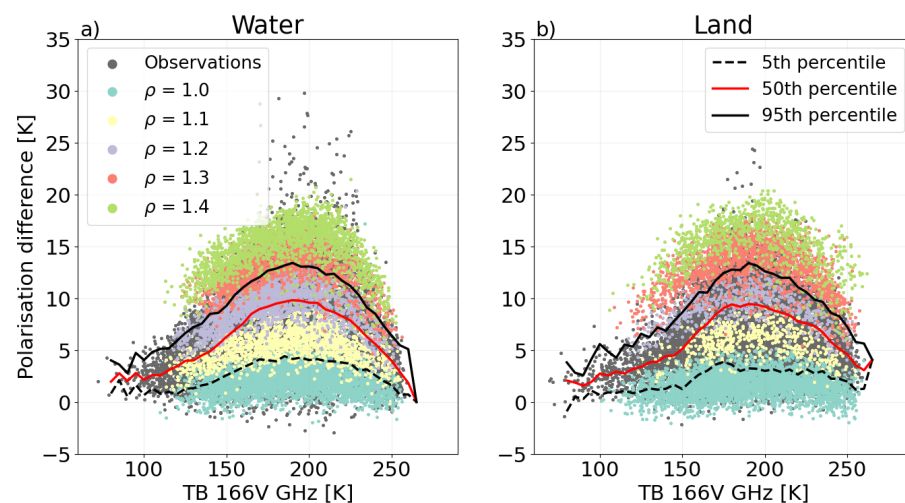 Water
Land
a)
b)
Polarisation difference [K]
35
30
25
20
15
10
5
0
−5
Observations
ρ = 1.0
ρ = 1.1
ρ = 1.2
ρ = 1.3
ρ = 1.4
100
150
200
250
TB 166V GHz [K]
35
30
25
20
15
10
5
0
−5
5th percentile
50th percentile
95th percentile
100
150
200
250
TB 166V GHz [K]